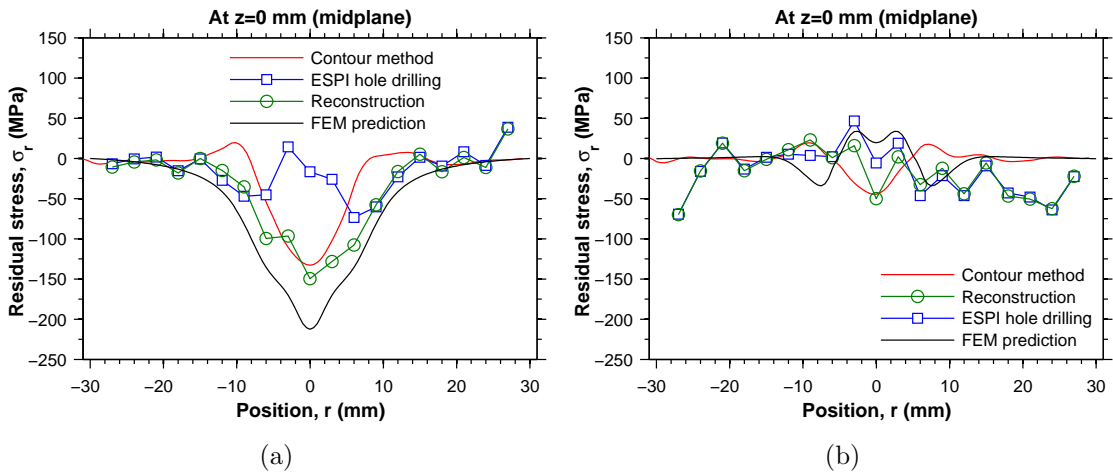 At z=0 mm (midplane)
150
100
50
0
−50
−100
−150
−200
−250
Residual stress, σr (MPa)
Contour method
ESPI hole drilling
Reconstruction
FEM prediction
−30 −20 −10 0 10 20 30
Position, r (mm)
(a)
At z=0 mm (midplane)
150
100
50
0
−50
−100
−150
−200
−250
Residual stress, σr (MPa)
Contour method
Reconstruction
ESPI hole drilling
FEM prediction
−30 −20 −10 0 10 20 30
Position, r (mm)
(b)